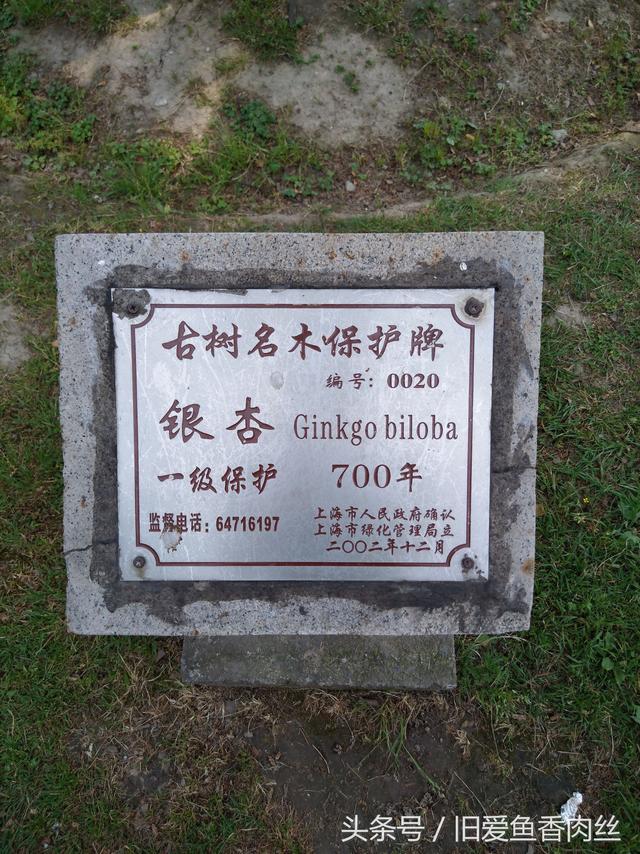 古树名木保护牌
编号：0020
银杏 Ginkgo biloba
一级保护 700年
监督电话：64716197
上海市人民政府确认
上海市绿化管理局立
二〇〇二年十二月
头条号 / 旧爱鱼香肉丝